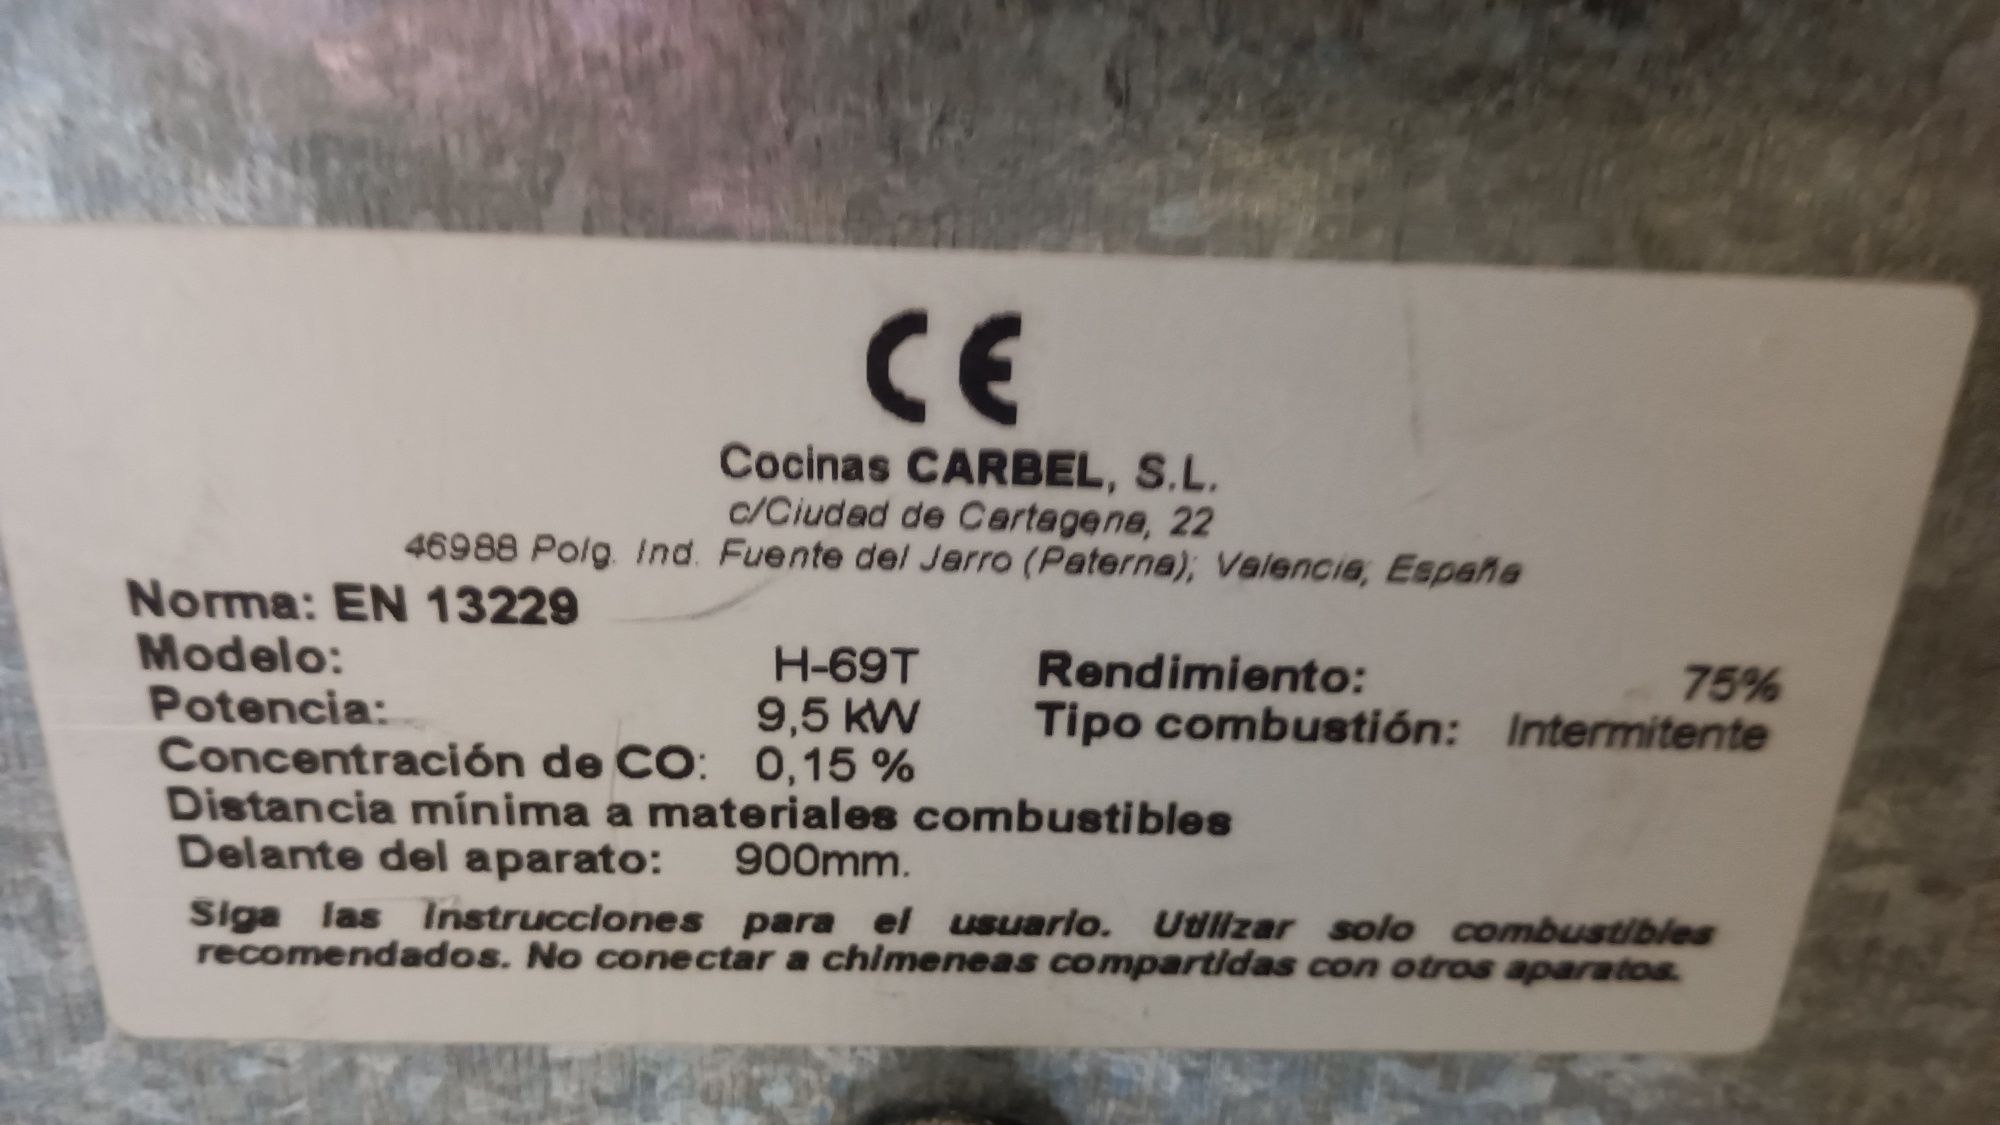 CE
Cocinas CARBEL, S.L.
c/Ciudad de Cartagena, 22
46988 Polg. Ind. Fuente del Jarro (Paterna); Valencia, España
Norma: EN 13229
Modelo: H-69T Rendimiento: 75%
Potencia: 9,5 kW Tipo combustión: Intermitente
Concentración de CO: 0,15 %
Distancia mínima a materiales combustibles
Delante del aparato: 900mm.
Siga las instrucciones para el usuario. Utilizar solo combustibles
recomendados. No conectar a chimeneas compartidas con otros aparatos.